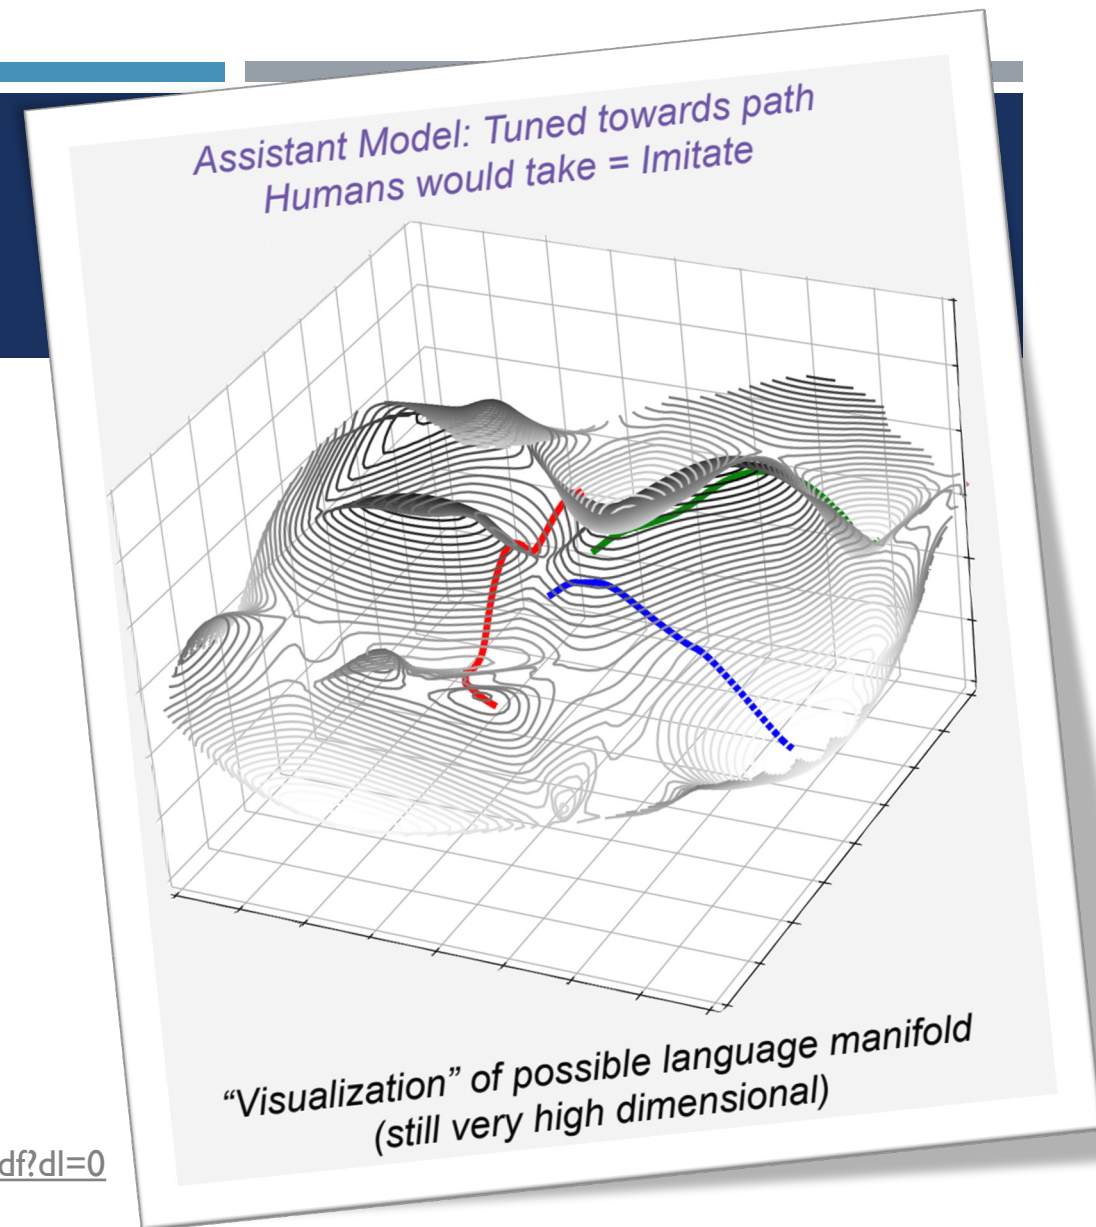 Assistant Model: Tuned towards path
Humans would take = Imitate
“Visualization” of possible language manifold
(still very high dimensional)
df?dl=0